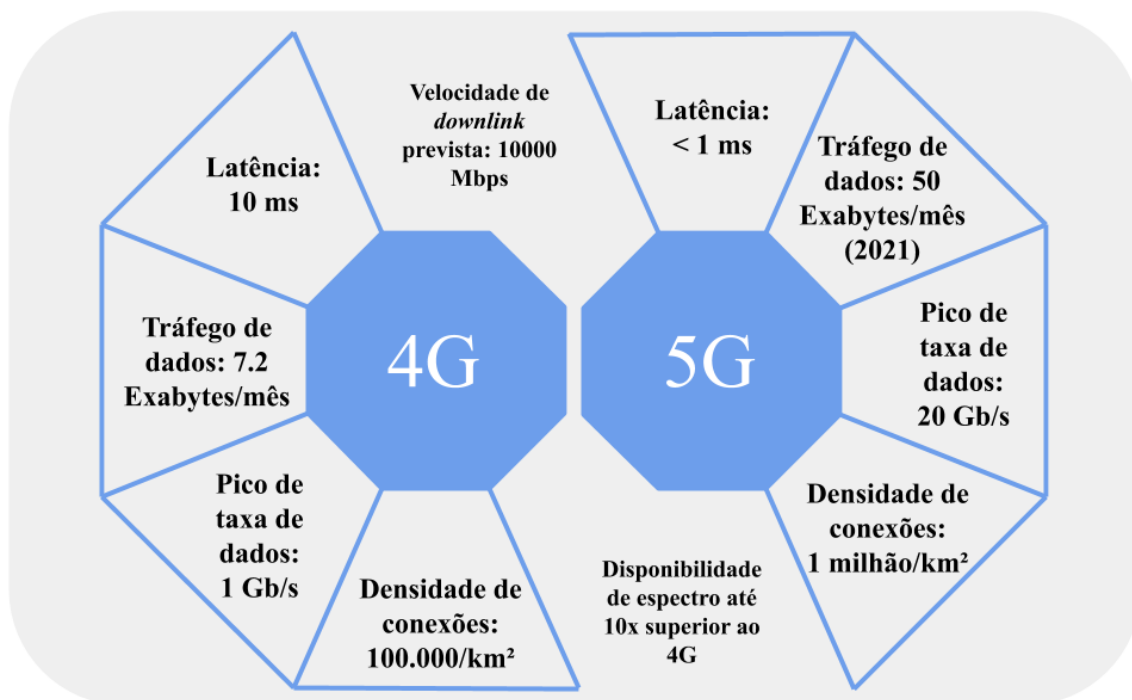 Latência:
10 ms
Tráfego de
dados: 7.2
Exabytes/mês
Pico de
taxa de
dados:
1 Gb/s
Densidade de
conexões:
100.000/km²
4G
Velocidade de
downlink
prevista: 10000
Mbps
5G
Latência:
< 1 ms
Tráfego de
dados: 50
Exabytes/mês
(2021)
Pico de
taxa de
dados:
20 Gb/s
Densidade de
conexões:
1 milhão/km²
Disponibilidade
de espectro até
10x superior ao
4G